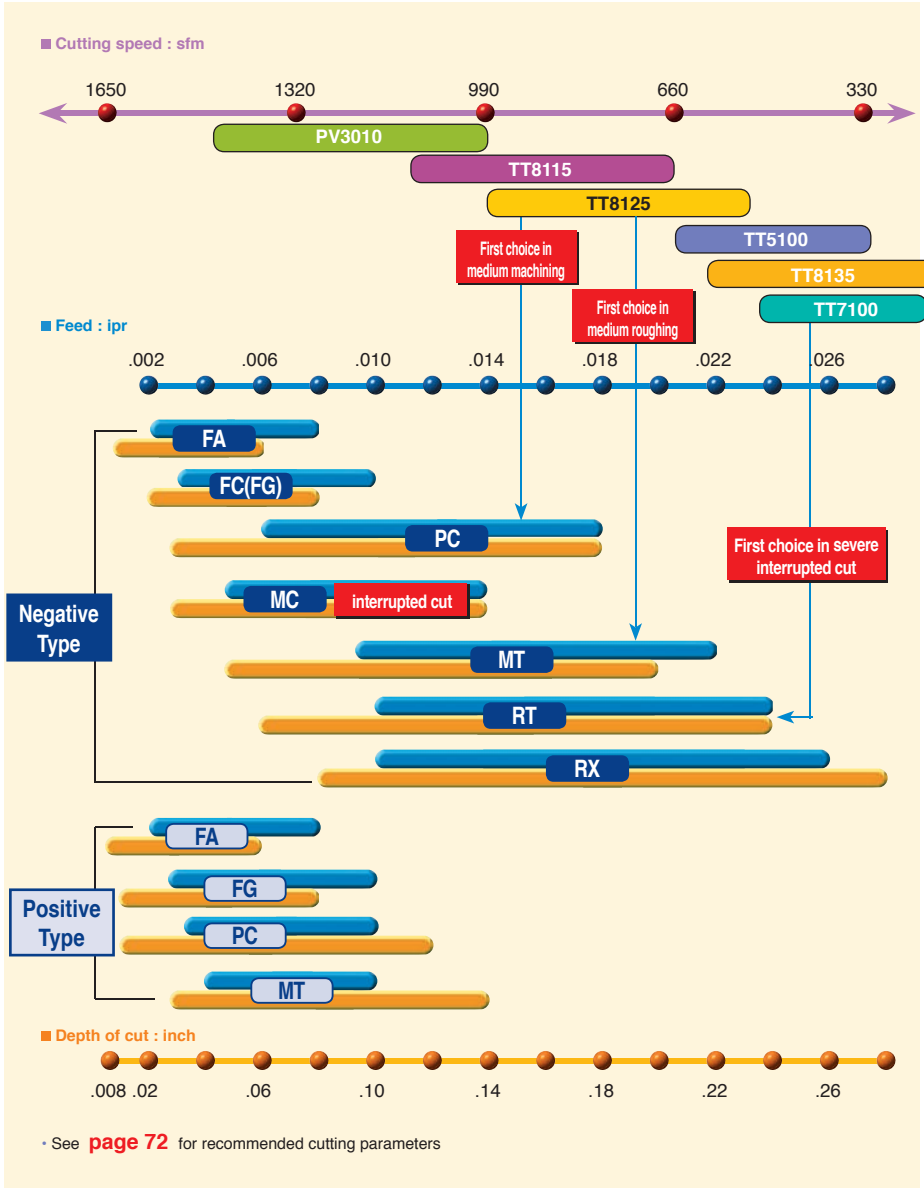 Cutting speed : sfm
1650 1320 990 660 330
PV3010
TT8115
TT8125
TT5100
First choice in
medium machining
TT8135
First choice in
medium roughing
TT7100
Feed : ipr
.002 .006 .010 .014 .018 .022 .026
FA
FC(FG)
PC
First choice in severe
interrupted cut
MC interrupted cut
Negative
Type
MT
RT
RX
FA
FG
Positive
Type
PC
MT
Depth of cut : inch
.008 .02 .06 .10 .14 .18 .22 .26
• See page 72 for recommended cutting parameters